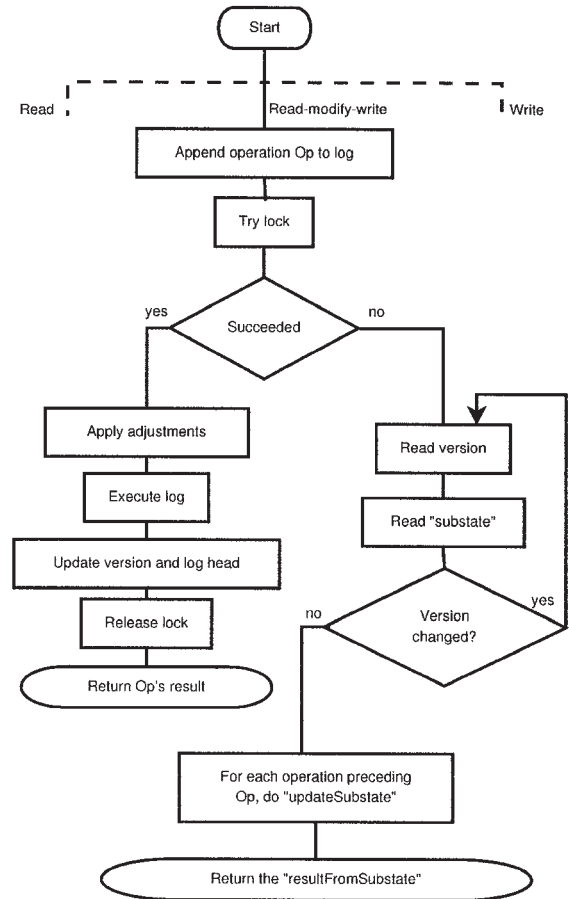 Start
Read
Read-modify-write
Write
Append operation Op to log
Try lock
yes
Succeeded
no
Apply adjustments
Read version
Execute log
Read "substate"
Update version and log head
no
Version
changed?
yes
Release lock
Return Op's result
For each operation preceding
Op, do "updateSubstate"
Return the "resultFromSubstate"